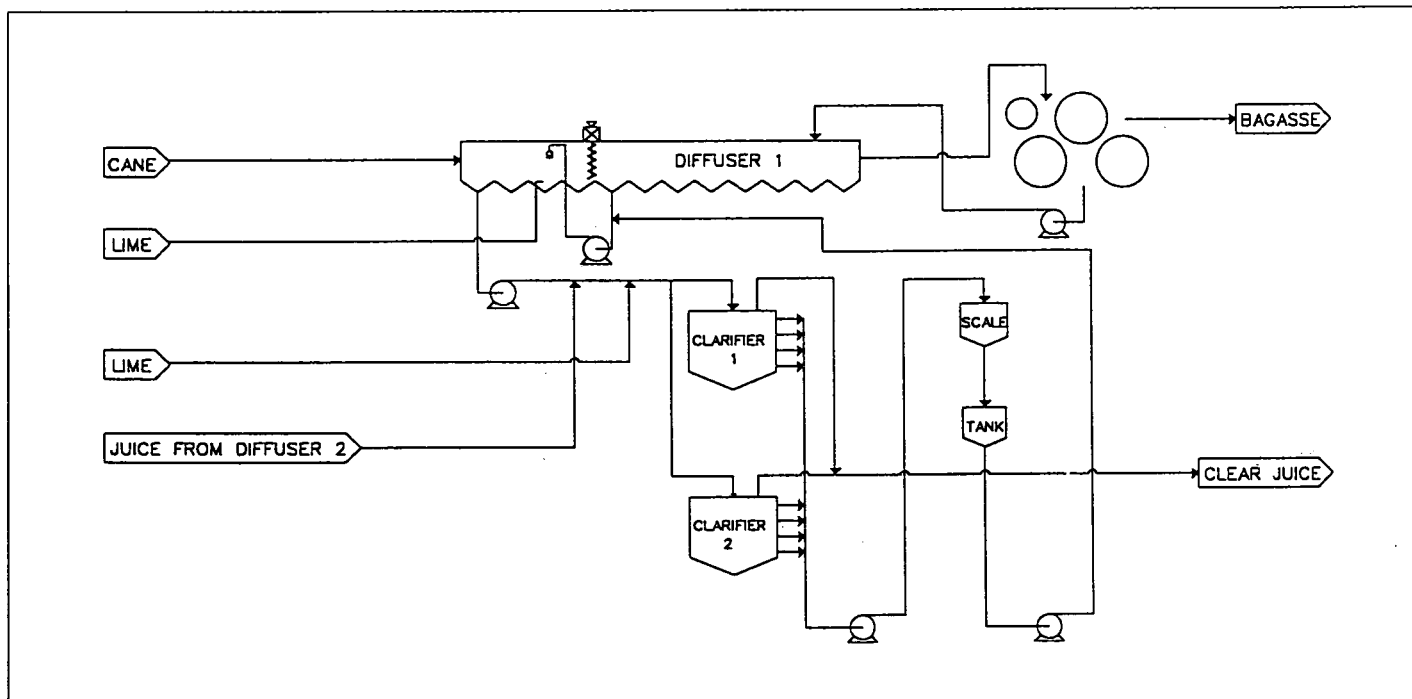 DIFFUSER 1
BAGASSE
CANE
LIME
LIME
CLARIFIER
1
SCALE
TANK
JUICE FROM DIFFUSER 2
CLEAR JUICE
CLARIFIER
2